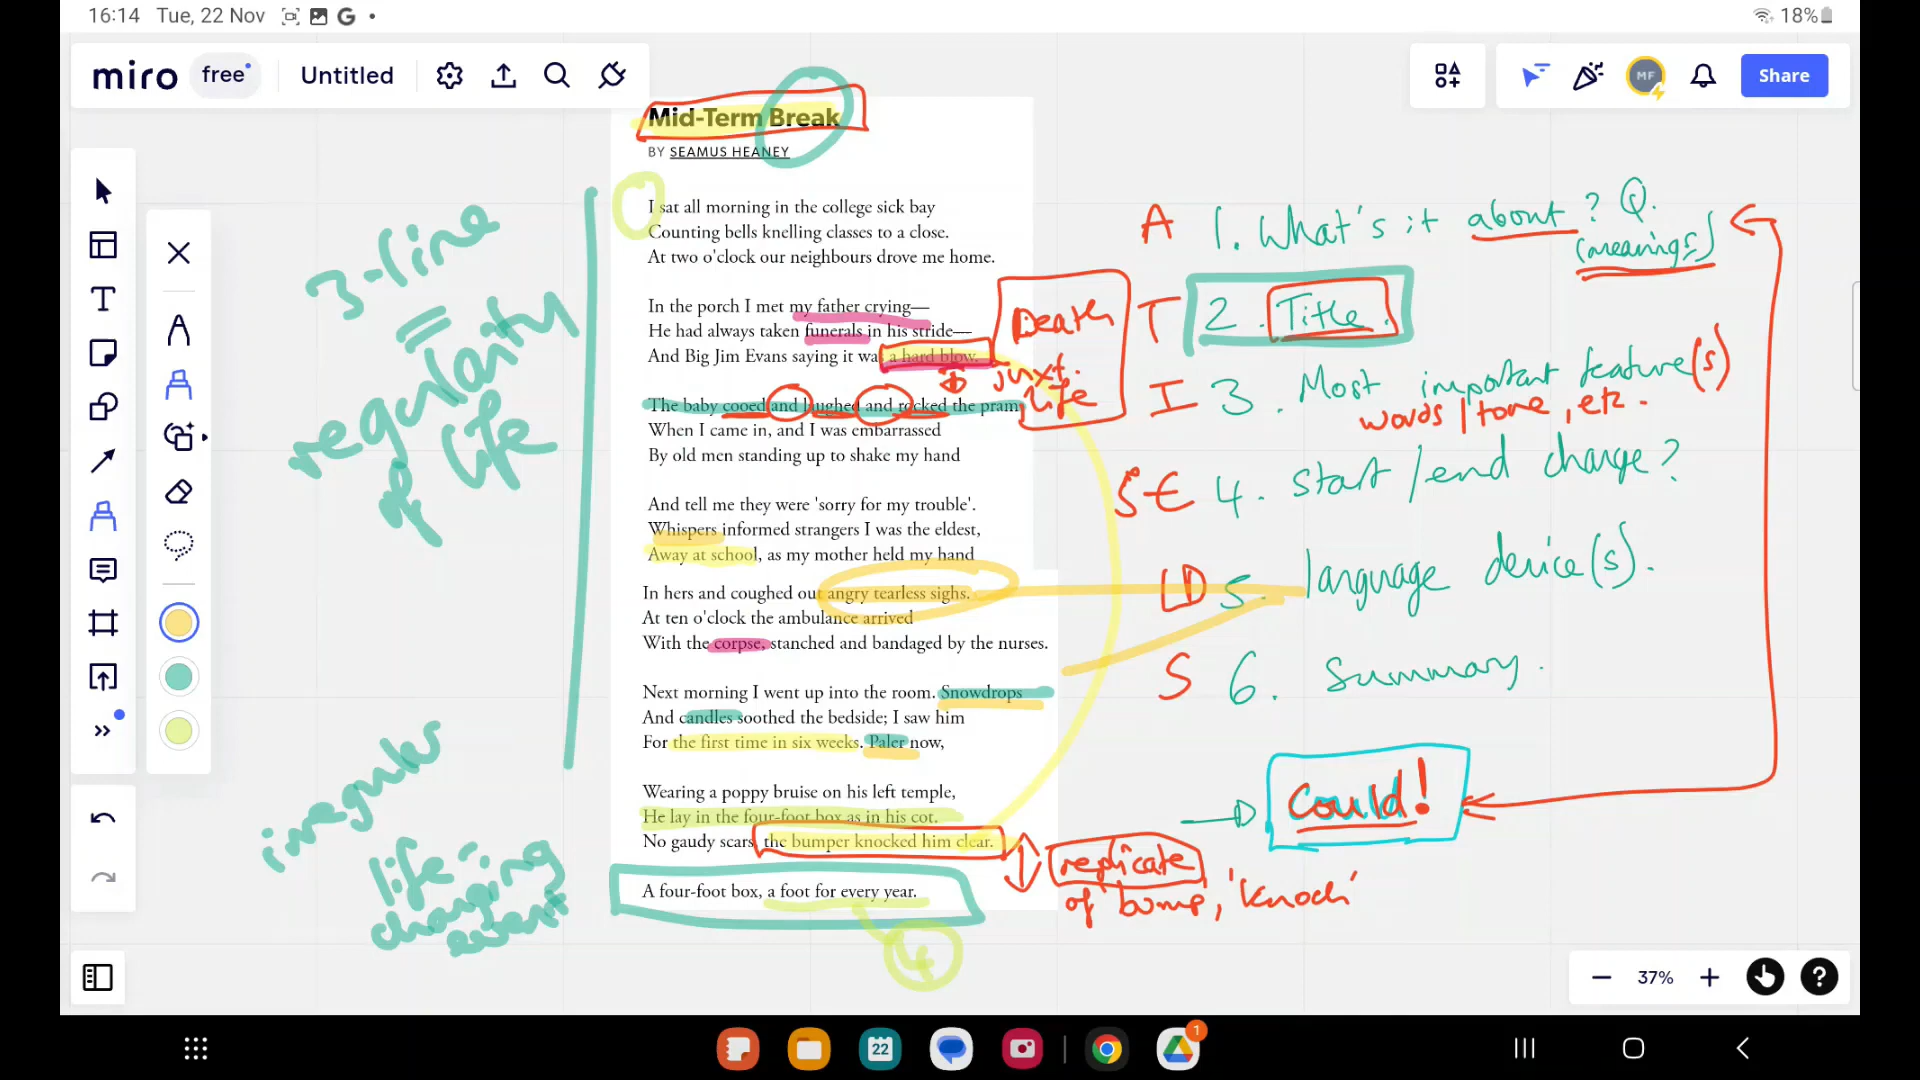 16:14 Tue, 22 Nov
18%
miro free Untitled
MF
Share
Mid-Term Break
BY SEAMUS HEANEY
I sat all morning in the college sick bay
Counting bells knelling classes to a close.
At two o'clock our neighbours drove me home.
In the porch I met my father crying—
He had always taken funerals in his stride—
And Big Jim Evans saying it was a hard blow.
The baby cooed and laughed and rocked the pram
When I came in, and I was embarrassed
By old men standing up to shake my hand
And tell me they were 'sorry for my trouble'.
Whispers informed strangers I was the eldest,
Away at school, as my mother held my hand
In hers and coughed out angry tearless sighs.
At ten o'clock the ambulance arrived
With the corpse, stanched and bandaged by the nurses.
Next morning I went up into the room. Snowdrops
And candles soothed the bedside; I saw him
For the first time in six weeks. Paler now,
Wearing a poppy bruise on his left temple,
He lay in the four-foot box as in his cot.
No gaudy scars, the bumper knocked him clear.
A four-foot box, a foot for every year.
4
3-line
=
regularity
of life
irregular
life-
changing
event
Death
juxt.
life
replicate
of bump, 'knock'
A 1. What's it about? Q.
(meanings)
T 2. Title.
I 3. Most important feature(s)
words/tone, etc.
SE 4. start/end change?
LD 5. language device(s).
S 6. Summary.
Could!
37%
22
1